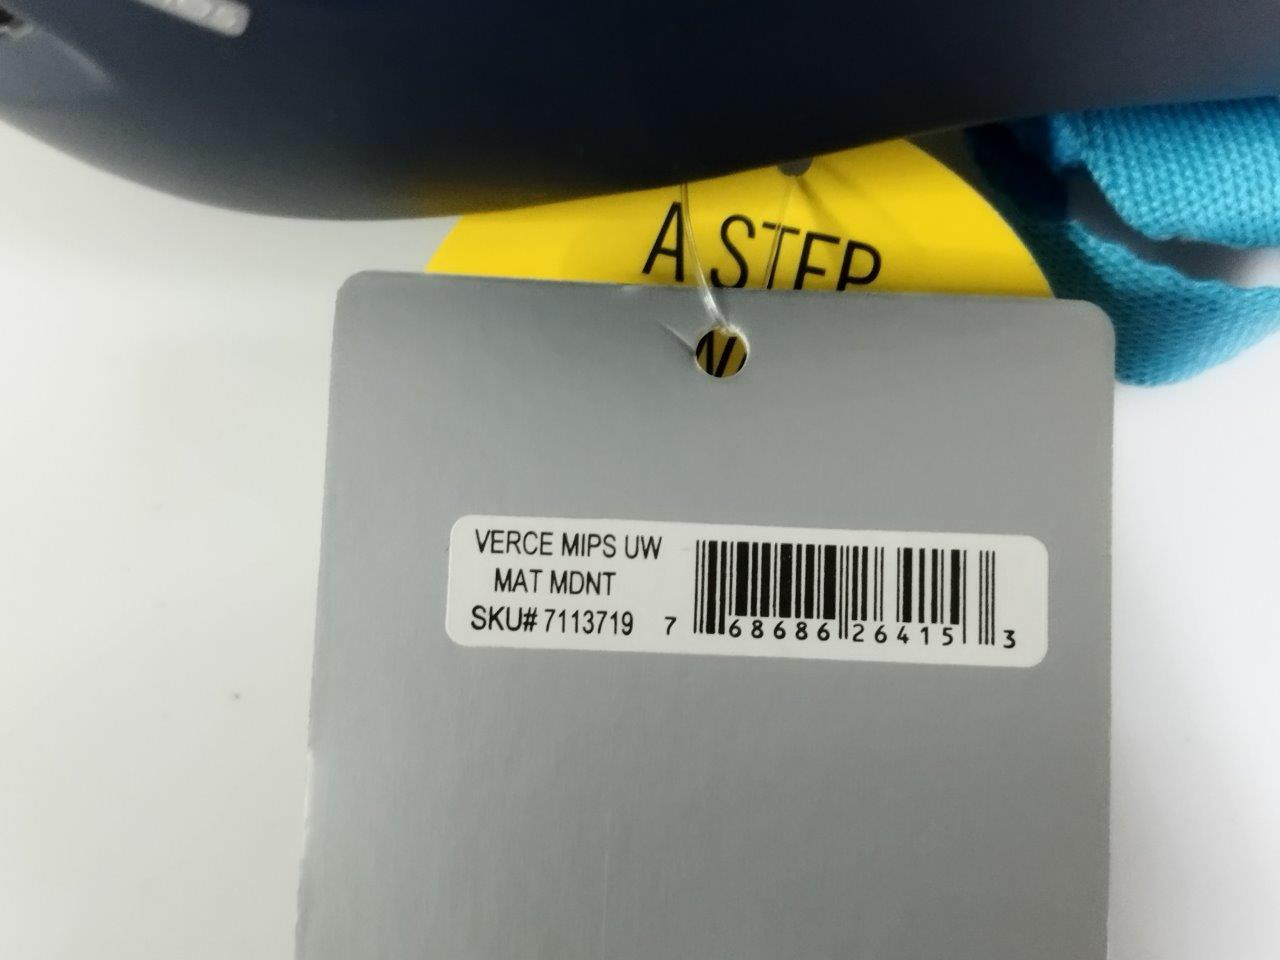 A STEP
VERCE MIPS UW
MAT MDNT
SKU# 7113719
7 68686 26415 3